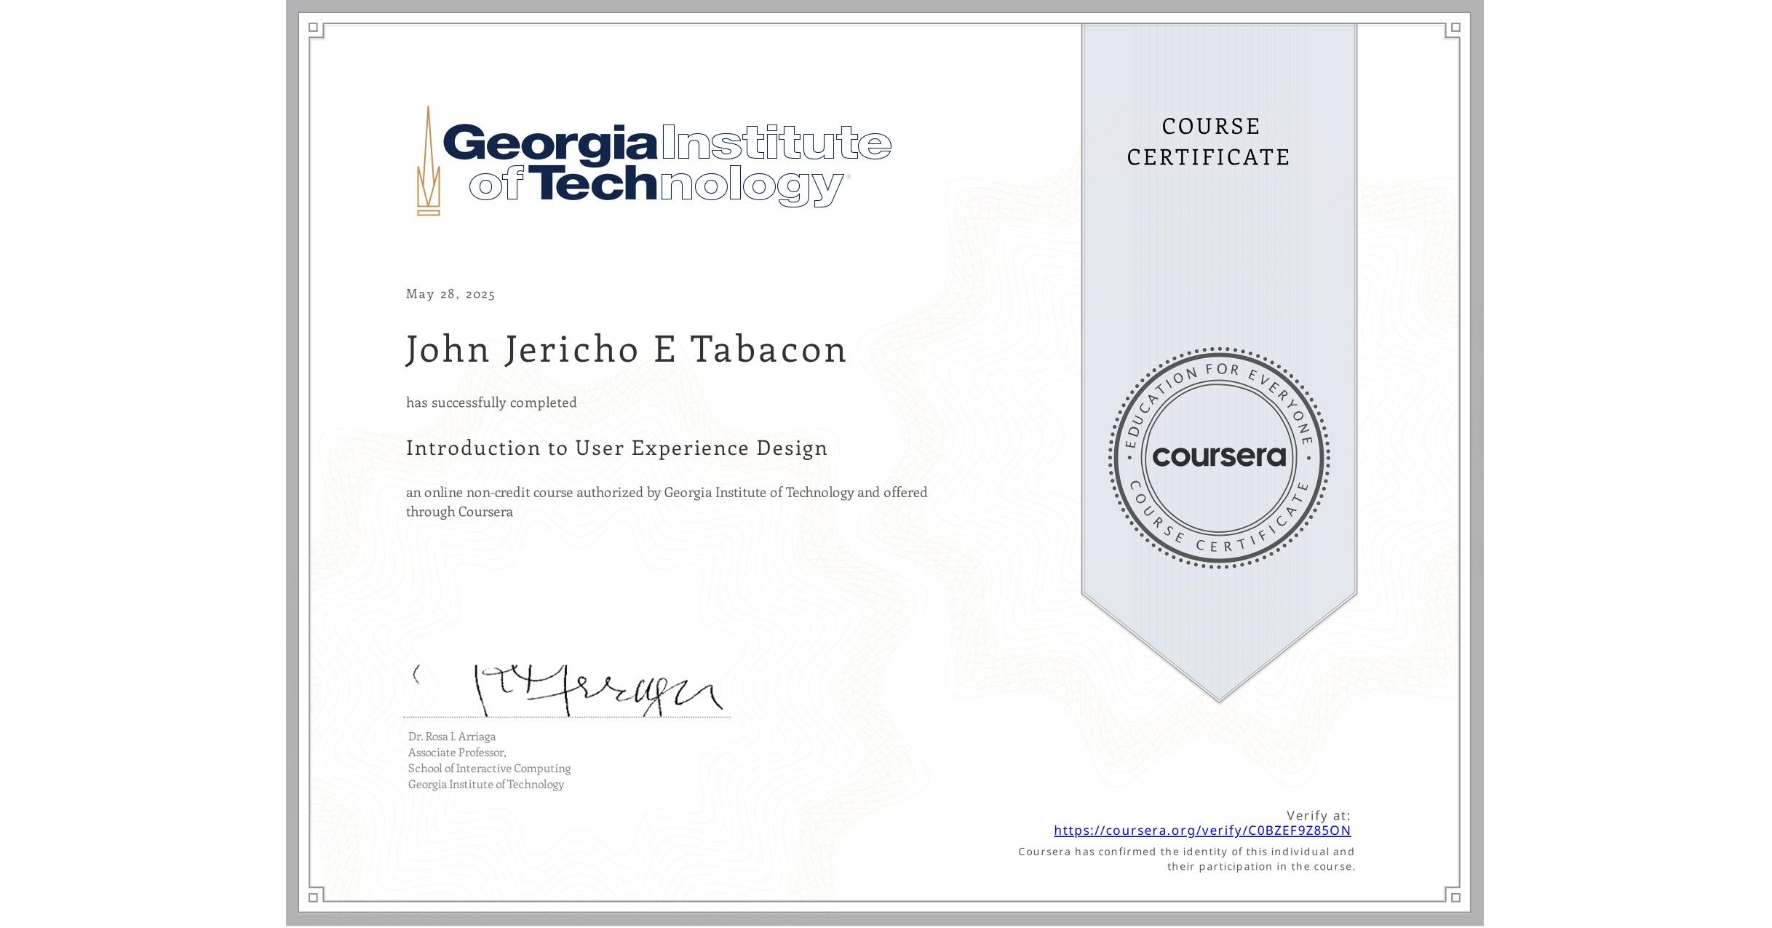 Georgia Institute
of Technology
COURSE
CERTIFICATE
May 28, 2025
John Jericho E Tabacon
has successfully completed
Introduction to User Experience Design
an online non-credit course authorized by Georgia Institute of Technology and offered
through Coursera
EDUCATION FOR EVERYONE
coursera
COURSE CERTIFICATE
Dr. Rosa I. Arriaga
Associate Professor,
School of Interactive Computing
Georgia Institute of Technology
Verify at:
https://coursera.org/verify/C0BZEF9Z85ON
Coursera has confirmed the identity of this individual and
their participation in the course.